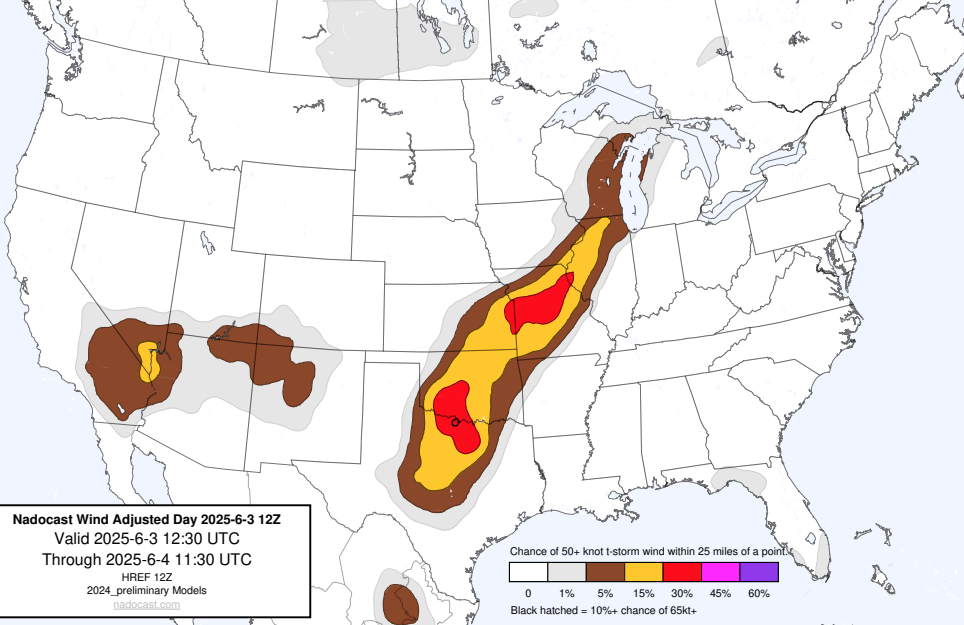 Nadocast Wind Adjusted Day 2025-6-3 12Z
Valid 2025-6-3 12:30 UTC
Through 2025-6-4 11:30 UTC
HREF 12Z
2024_preliminary Models
nadocast.com
Chance of 50+ knot t-storm wind within 25 miles of a point.
0 1% 5% 15% 30% 45% 60%
Black hatched = 10%+ chance of 65kt+